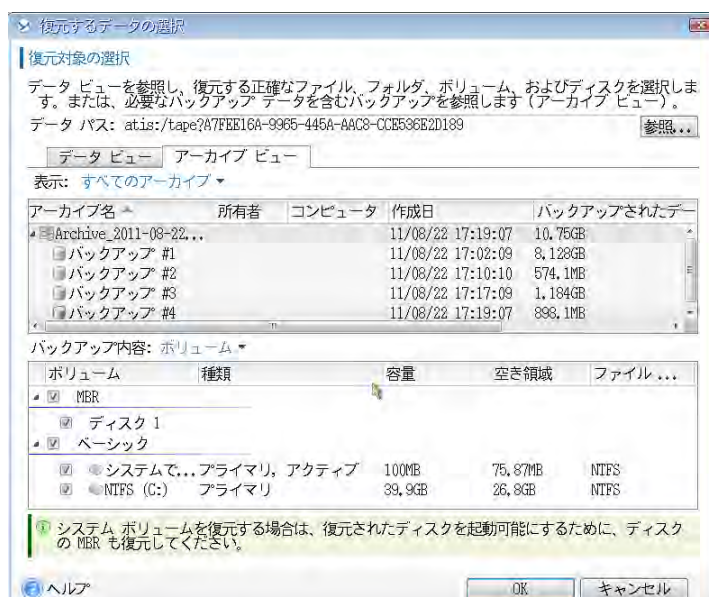 復元するデータの選択
復元対象の選択
データ ビューを参照し、復元する正確なファイル、フォルダ、ボリューム、およびディスクを選択しま
す。または、必要なバックアップ データを含むバックアップを参照します (アーカイブ ビュー)。
データ パス: atis:/tape?A7FEE16A-9965-445A-AAC8-CCE536E2D189 参照...
データ ビュー アーカイブ ビュー
表示: すべてのアーカイブ
アーカイブ名 所有者 コンピュータ 作成日 バックアップされたデー
Archive_2011-08-22... 11/08/22 17:19:07 10.75GB
バックアップ #1 11/08/22 17:02:09 8.128GB
バックアップ #2 11/08/22 17:10:10 574.1MB
バックアップ #3 11/08/22 17:17:09 1.184GB
バックアップ #4 11/08/22 17:19:07 898.1MB
バックアップ内容: ボリューム
ボリューム 種類 容量 空き領域 ファイル ...
MBR
ディスク 1
ベーシック
システムで... プライマリ, アクティブ 100MB 75.87MB NTFS
NTFS (C:) プライマリ 39.9GB 26.8GB NTFS
システム ボリュームを復元する場合は、復元されたディスクを起動可能にするために、ディスク
の MBR も復元してください。
ヘルプ OK キャンセル